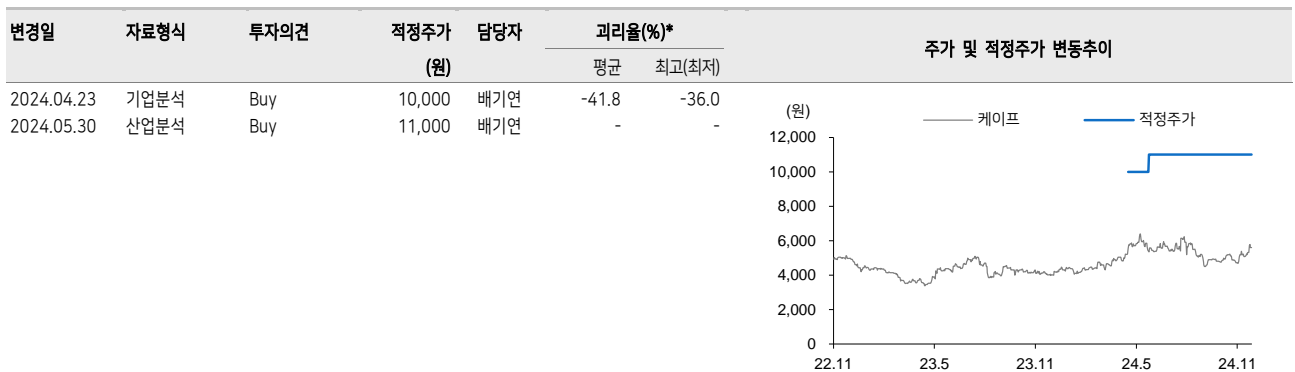 변경일 자료형식 투자의견 적정주가 담당자 괴리율(%)*
(원) 평균 최고(최저)
2024.04.23 기업분석 Buy 10,000 배기연 -41.8 -36.0
2024.05.30 산업분석 Buy 11,000 배기연 - -
주가 및 적정주가 변동추이
(원)
케이프 적정주가
12,000
10,000
8,000
6,000
4,000
2,000
0
22.11 23.5 23.11 24.5 24.11